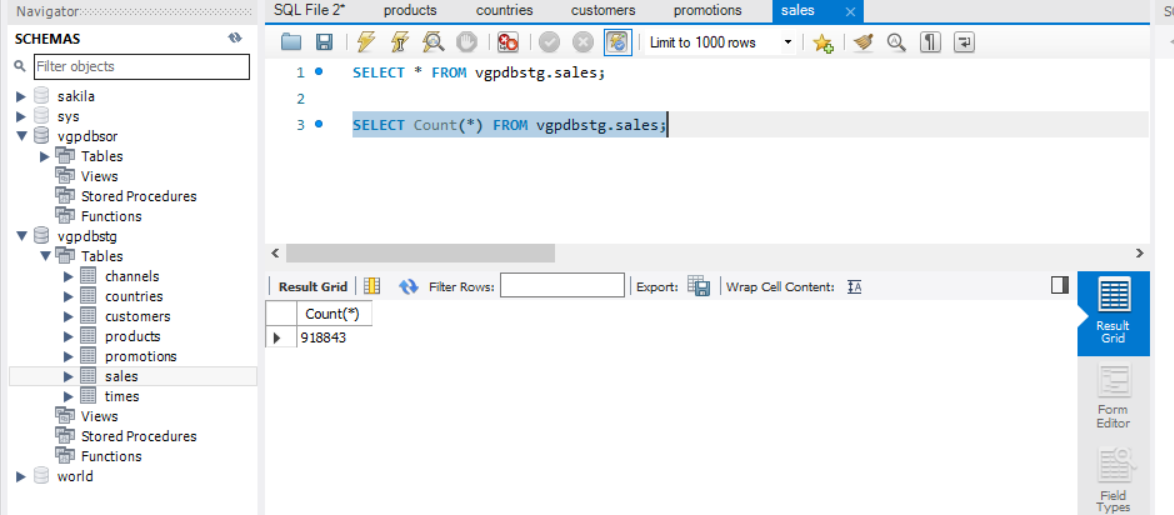 Navigator
SCHEMAS
Filter objects
sakila
sys
vgpdbsor
Tables
Views
Stored Procedures
Functions
vgpdbstg
Tables
channels
countries
customers
products
promotions
sales
times
Views
Stored Procedures
Functions
world
SQL File 2* products countries customers promotions sales
Limit to 1000 rows
1 SELECT * FROM vgpdbstg.sales;
2
3 SELECT Count(*) FROM vgpdbstg.sales;
Result Grid Filter Rows: Export: Wrap Cell Content:
Count(*)
918843
Result
Grid
Form
Editor
Field
Types